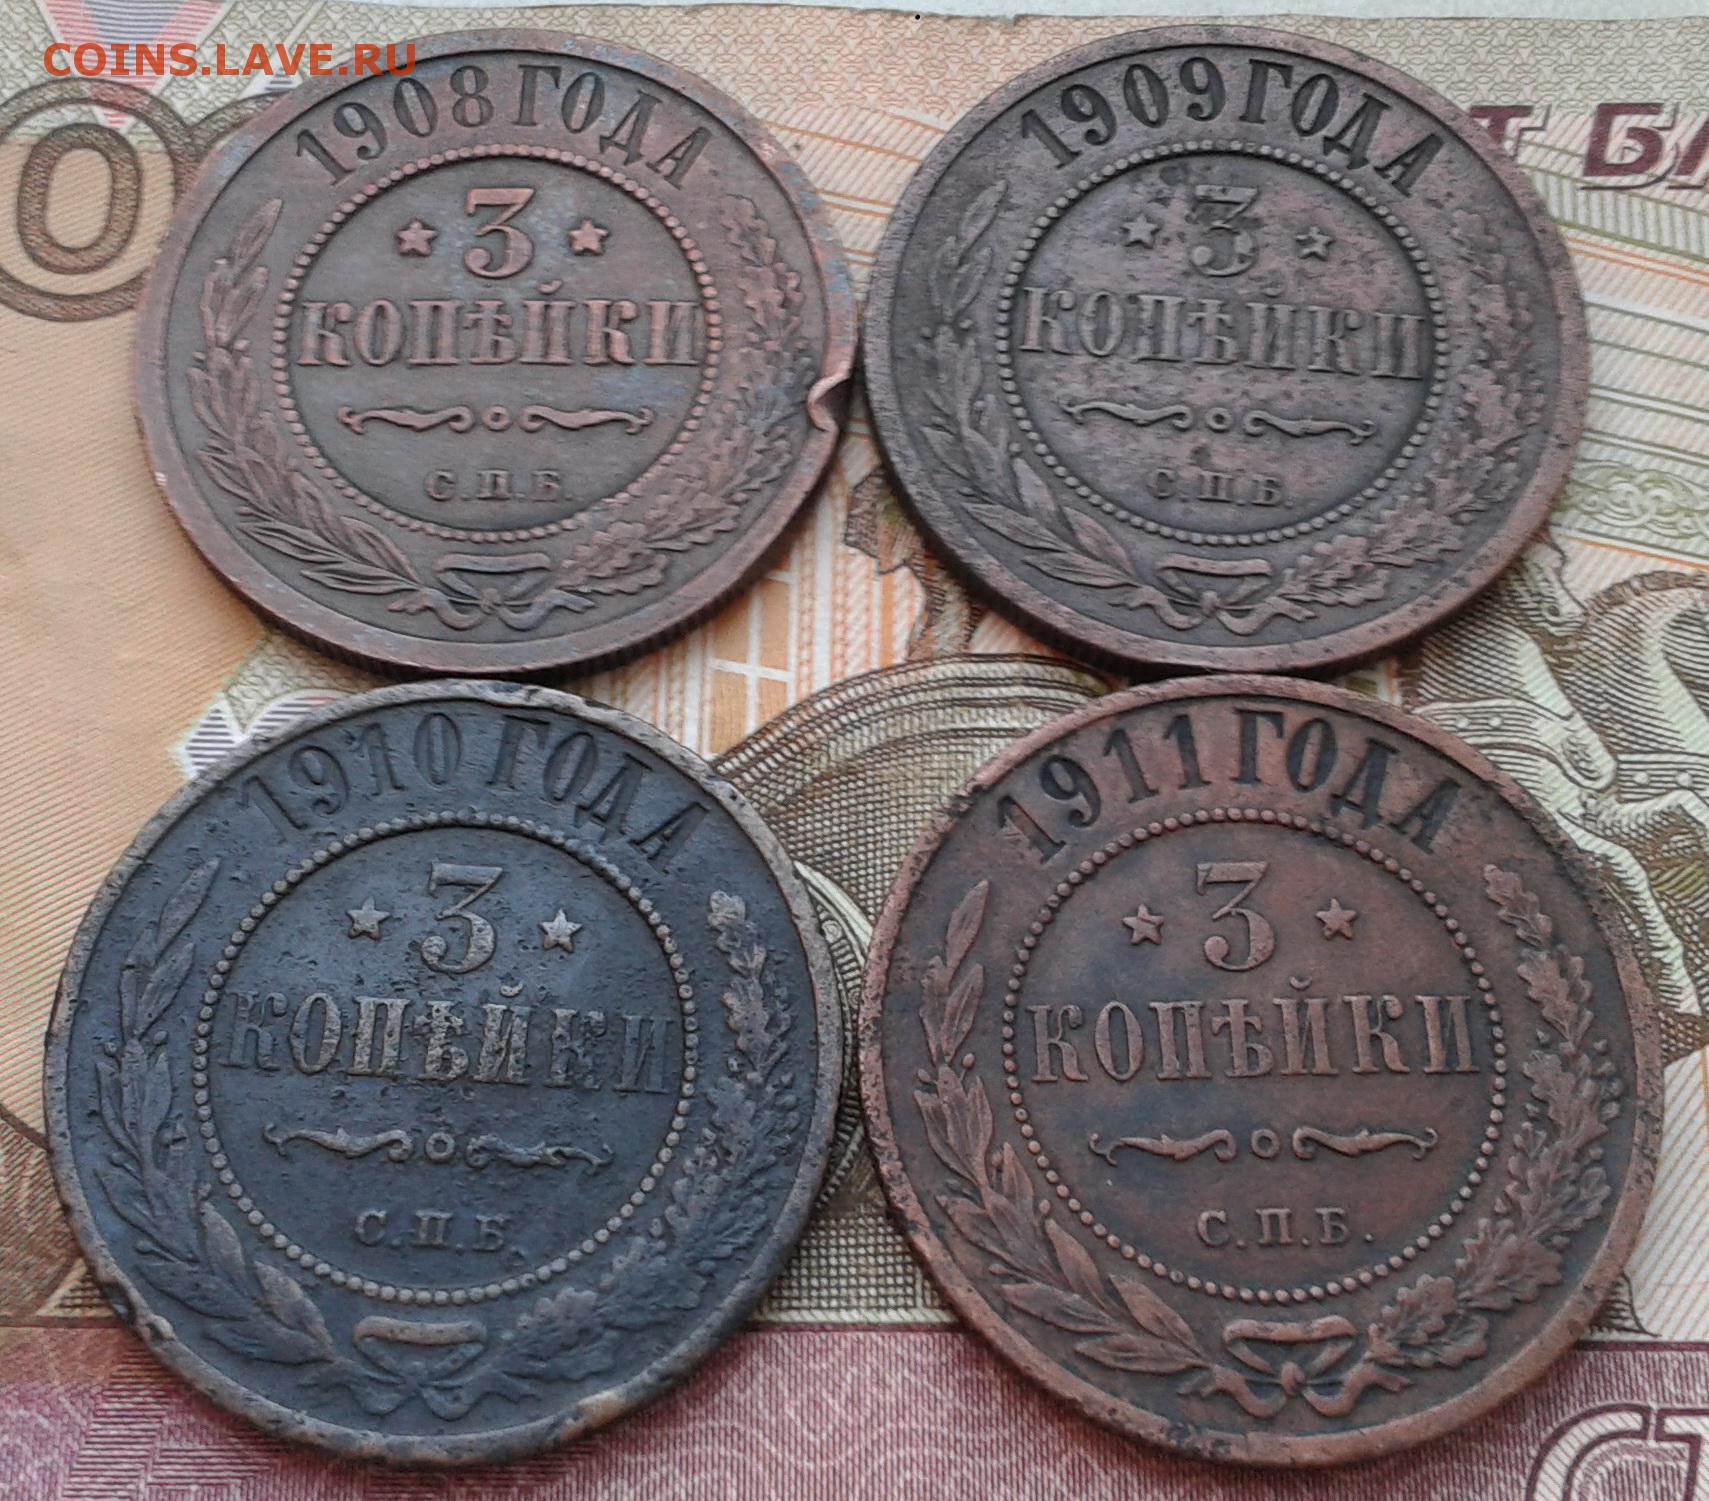 COINS.LAVE.RU
1908 ГОДА
3
КОПѢЙКИ
С.П.Б.
1909 ГОДА
3
КОПѢЙКИ
С.П.Б.
1910 ГОДА
3
КОПѢЙКИ
С.П.Б.
1911 ГОДА
3
КОПѢЙКИ
С.П.Б.